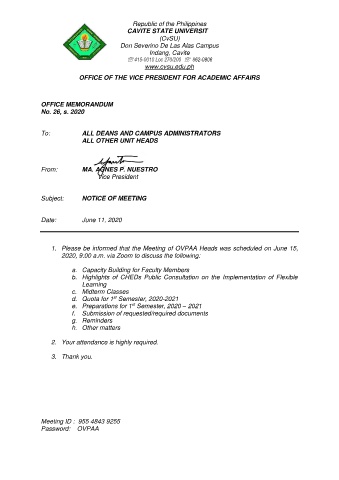 Republic of the Philippines
CAVITE STATE UNIVERSIT
(CvSU)
Don Severino De Las Alas Campus
Indang, Cavite
☏ 415-0013 Loc 270/206 ☏ 862-0806
www.cvsu.edu.ph
OFFICE OF THE VICE PRESIDENT FOR ACADEMIC AFFAIRS
OFFICE MEMORANDUM
No. 26, s. 2020
To: ALL DEANS AND CAMPUS ADMINISTRATORS
ALL OTHER UNIT HEADS
From: MA. AGNES P. NUESTRO
Vice President
Subject: NOTICE OF MEETING
Date: June 11, 2020
1. Please be informed that the Meeting of OVPAA Heads was scheduled on June 15,
2020, 9:00 a.m. via Zoom to discuss the following:
a. Capacity Building for Faculty Members
b. Highlights of CHEDs Public Consultation on the Implementation of Flexible
Learning
c. Midterm Classes
d. Quota for 1st Semester, 2020-2021
e. Preparations for 1st Semester, 2020 – 2021
f. Submission of requested/required documents
g. Reminders
h. Other matters
2. Your attendance is highly required.
3. Thank you.
Meeting ID : 955 4843 9255
Password: OVPAA